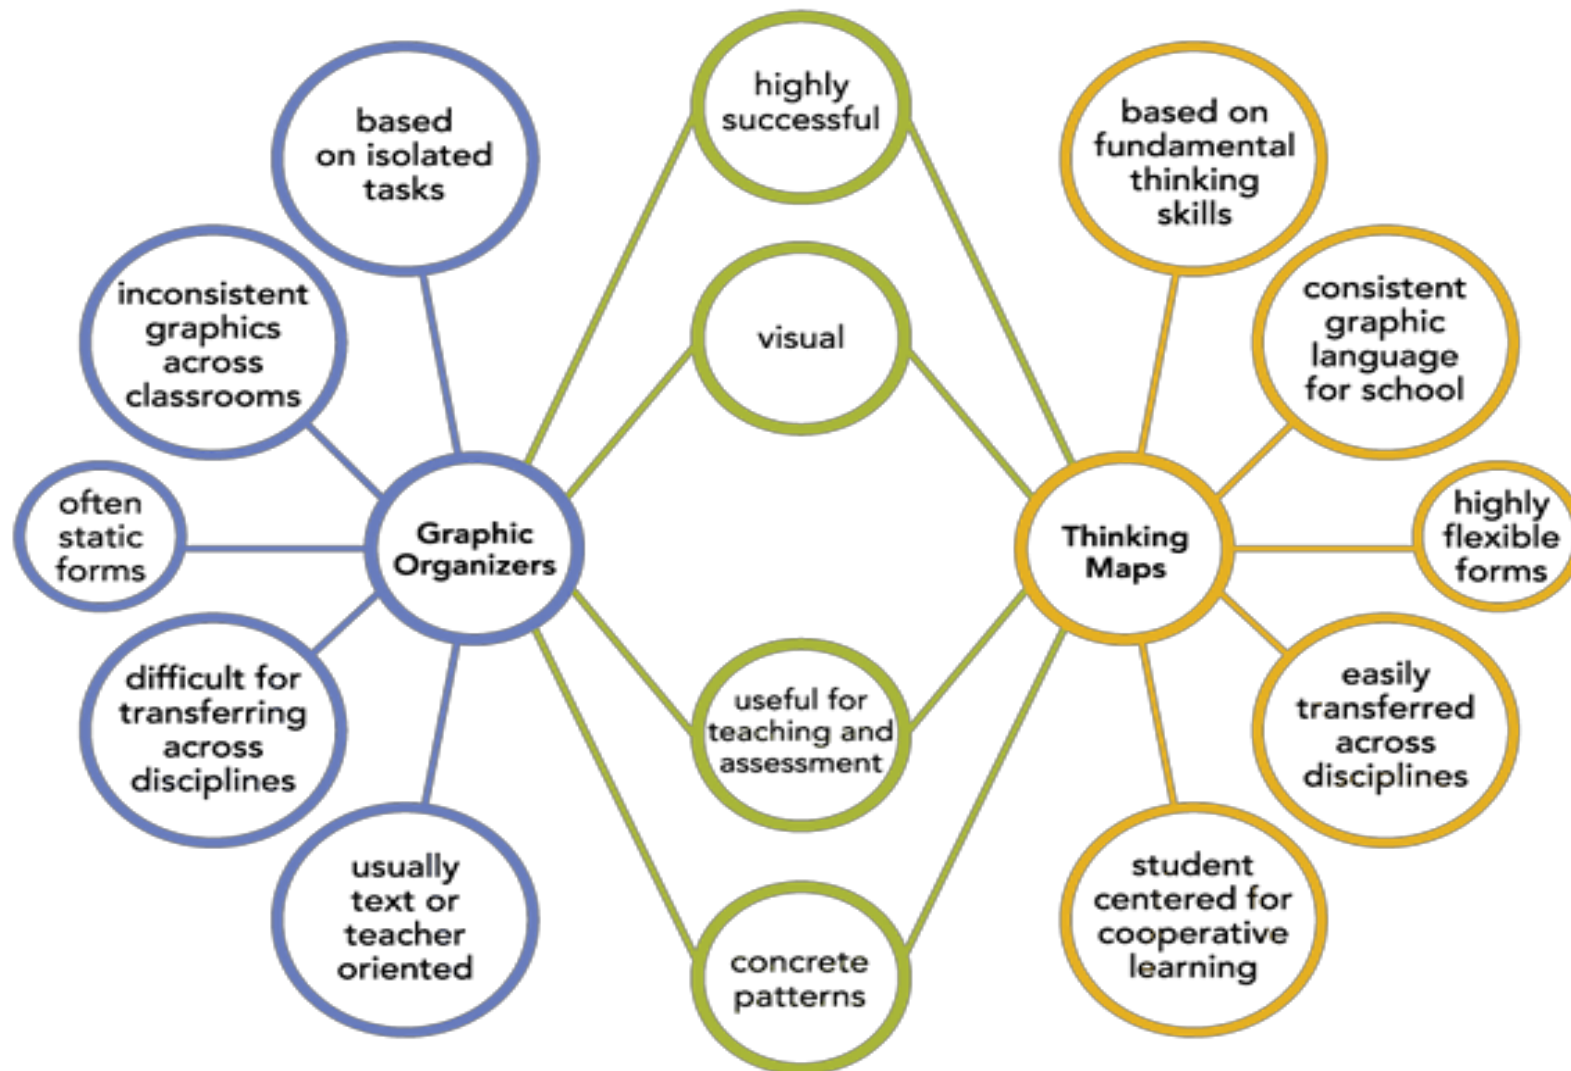 based
on isolated
tasks
inconsistent
graphics
across
classrooms
often
static
forms
difficult for
transferring
across
disciplines
usually
text or
teacher
oriented
Graphic
Organizers
highly
successful
visual
useful for
teaching and
assessment
concrete
patterns
Thinking
Maps
based on
fundamental
thinking
skills
consistent
graphic
language
for school
highly
flexible
forms
easily
transferred
across
disciplines
student
centered for
cooperative
learning